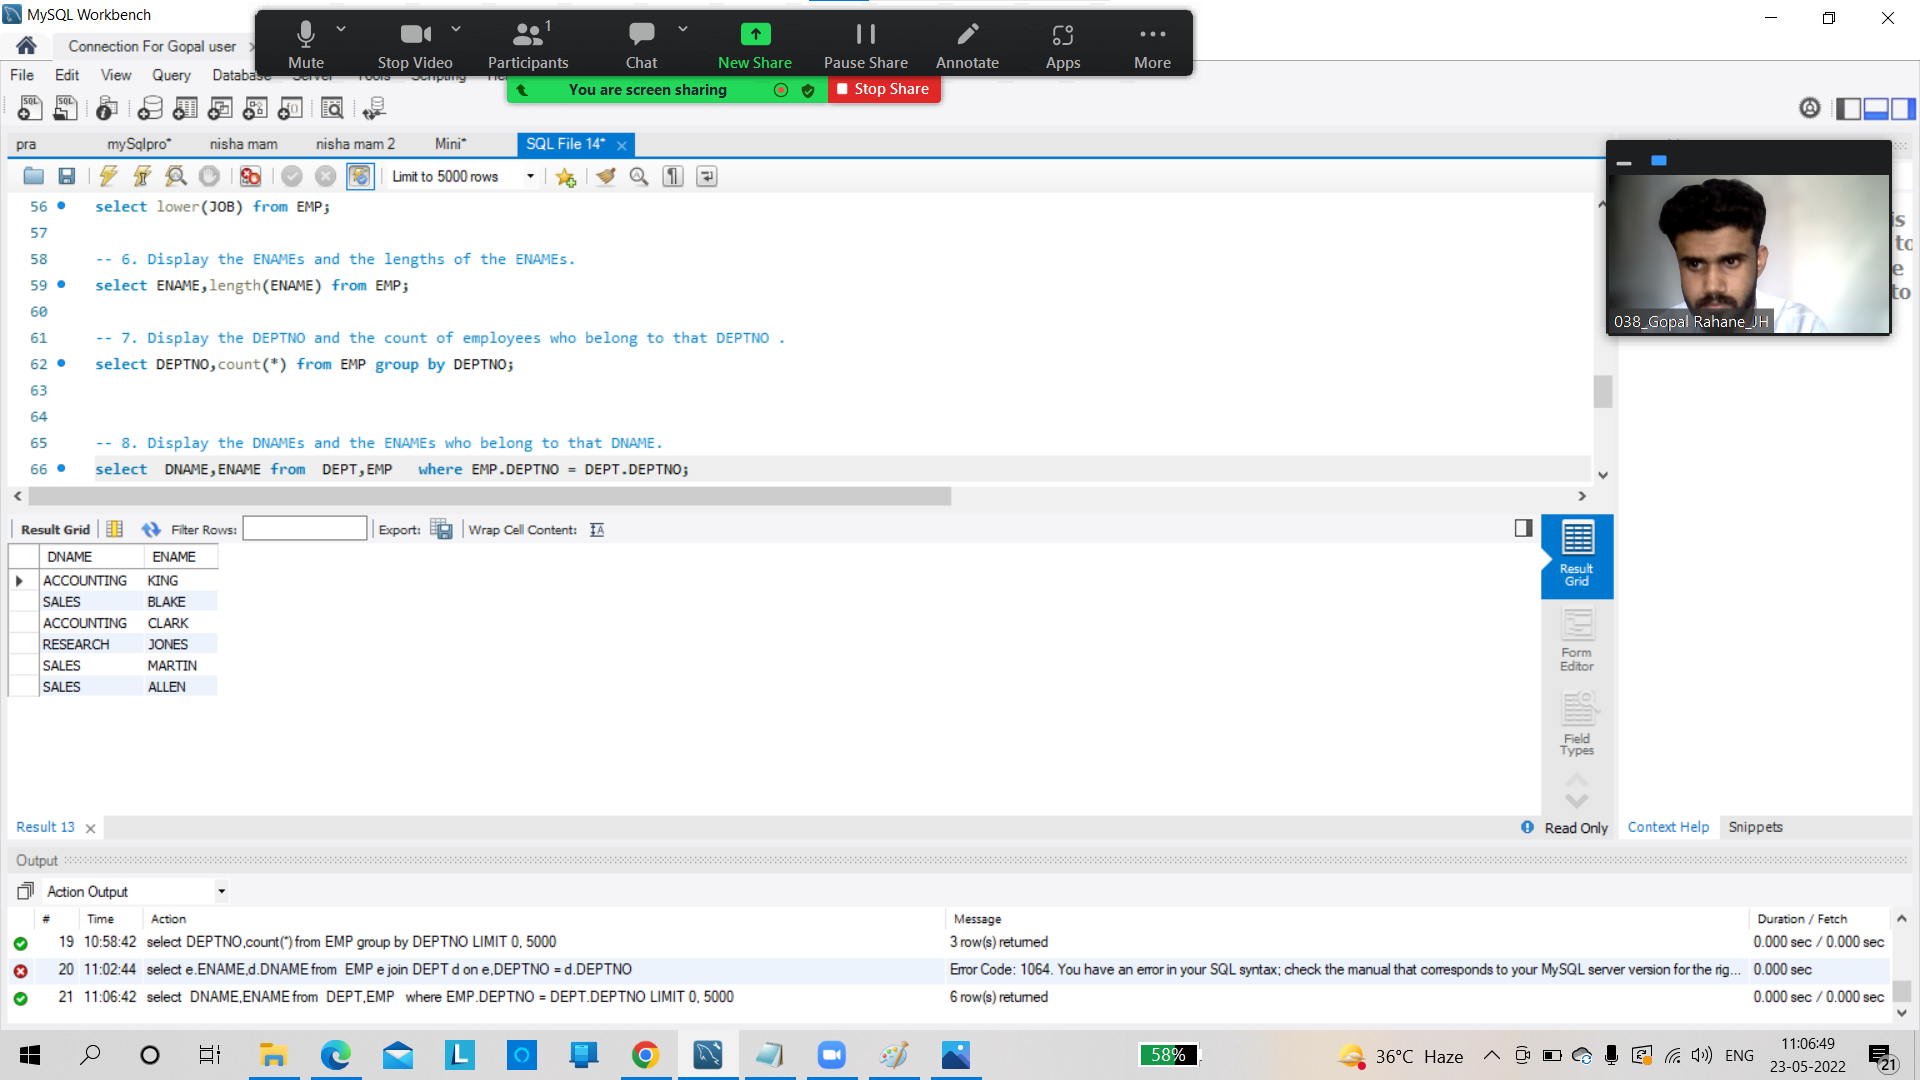 MySQL Workbench
Connection For Gopal user
Mute
Stop Video
Participants
1
Chat
New Share
Pause Share
Annotate
Apps
More
File Edit View Query Database
You are screen sharing
Stop Share
pra mySqlpro* nisha mam nisha mam 2 Mini* SQL File 14*
Limit to 5000 rows
56 select lower(JOB) from EMP;
57
58 -- 6. Display the ENAMEs and the lengths of the ENAMEs.
59 select ENAME,length(ENAME) from EMP;
60
61 -- 7. Display the DEPTNO and the count of employees who belong to that DEPTNO .
62 select DEPTNO,count(*) from EMP group by DEPTNO;
63
64
65 -- 8. Display the DNAMEs and the ENAMEs who belong to that DNAME.
66 select DNAME,ENAME from DEPT,EMP where EMP.DEPTNO = DEPT.DEPTNO;
038_Gopal Rahane_JH
is
to
e
to
Result Grid Filter Rows: Export: Wrap Cell Content:
DNAME ENAME
ACCOUNTING KING
SALES BLAKE
ACCOUNTING CLARK
RESEARCH JONES
SALES MARTIN
SALES ALLEN
Result
Grid
Form
Editor
Field
Types
Result 13
Read Only
Context Help Snippets
Output
Action Output
# Time Action Message Duration / Fetch
19 10:58:42 select DEPTNO,count(*) from EMP group by DEPTNO LIMIT 0, 5000 3 row(s) returned 0.000 sec / 0.000 sec
20 11:02:44 select e.ENAME,d.DNAME from EMP e join DEPT d on e,DEPTNO = d.DEPTNO Error Code: 1064. You have an error in your SQL syntax; check the manual that corresponds to your MySQL server version for the rig... 0.000 sec
21 11:06:42 select DNAME,ENAME from DEPT,EMP where EMP.DEPTNO = DEPT.DEPTNO LIMIT 0, 5000 6 row(s) returned 0.000 sec / 0.000 sec
58%
36°C Haze
ENG
11:06:49
23-05-2022
21